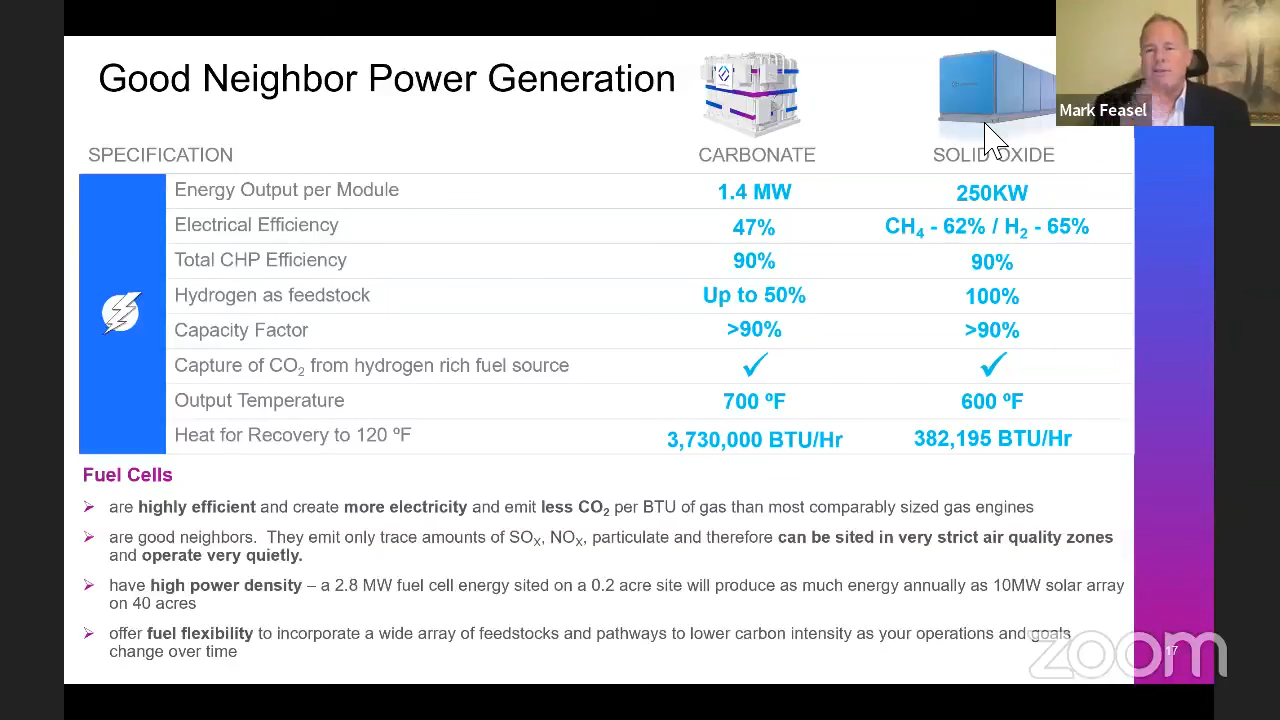 Good Neighbor Power Generation
Mark Feasel
SPECIFICATION CARBONATE SOLID OXIDE
Energy Output per Module 1.4 MW 250KW
Electrical Efficiency 47% CH4 - 62% / H2 - 65%
Total CHP Efficiency 90% 90%
Hydrogen as feedstock Up to 50% 100%
Capacity Factor >90% >90%
Capture of CO2 from hydrogen rich fuel source ✓ ✓
Output Temperature 700 ºF 600 ºF
Heat for Recovery to 120 ºF 3,730,000 BTU/Hr 382,195 BTU/Hr
Fuel Cells
➢ are highly efficient and create more electricity and emit less CO2 per BTU of gas than most comparably sized gas engines
➢ are good neighbors. They emit only trace amounts of SOX, NOX, particulate and therefore can be sited in very strict air quality zones
and operate very quietly.
➢ have high power density – a 2.8 MW fuel cell energy sited on a 0.2 acre site will produce as much energy annually as 10MW solar array
on 40 acres
➢ offer fuel flexibility to incorporate a wide array of feedstocks and pathways to lower carbon intensity as your operations and goals
change over time
zoom
17